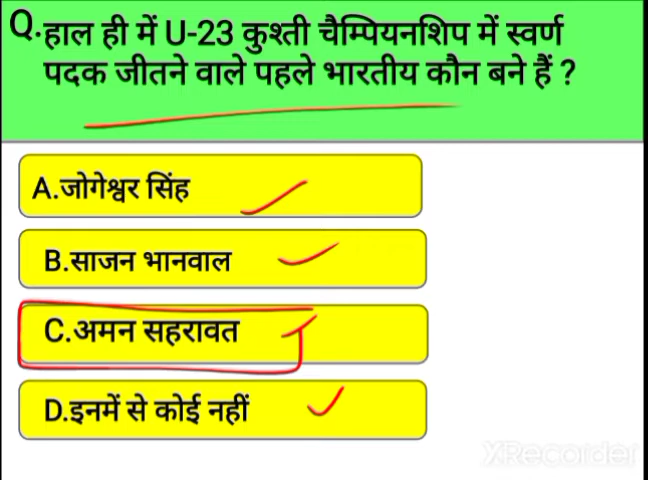 Q.हाल ही में U-23 कुश्ती चैम्पियनशिप में स्वर्ण
पदक जीतने वाले पहले भारतीय कौन बने हैं ?
A.जोगेश्वर सिंह
B.साजन भानवाल
C.अमन सहरावत
D.इनमें से कोई नहीं
XRecorder